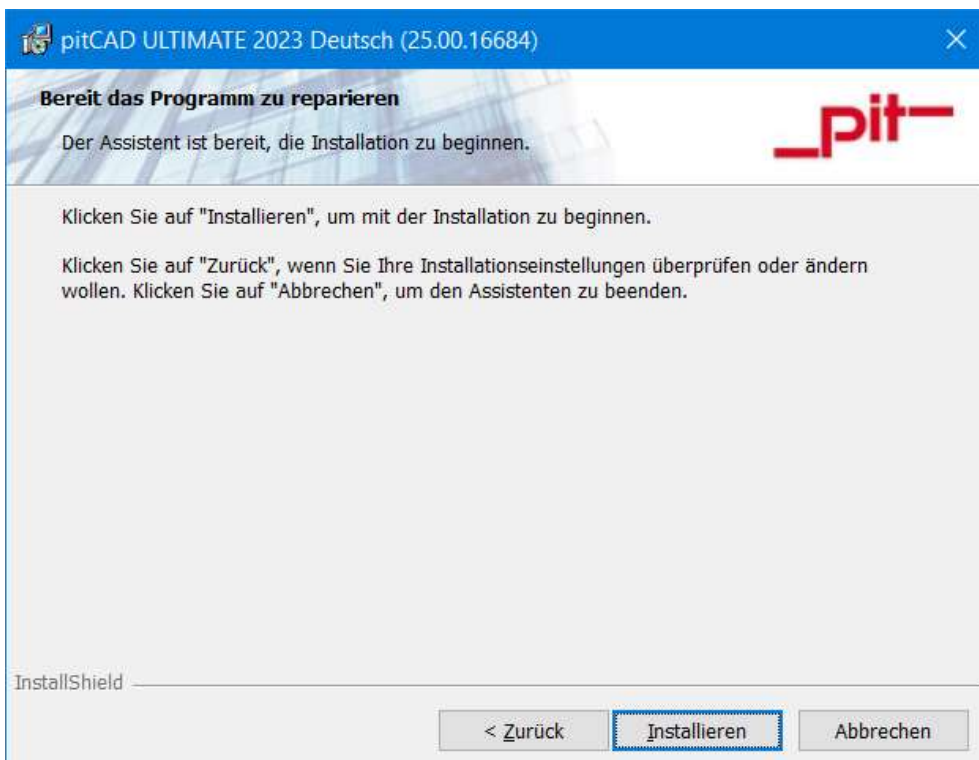 pitCAD ULTIMATE 2023 Deutsch (25.00.16684)
Bereit das Programm zu reparieren
Der Assistent ist bereit, die Installation zu beginnen.
_pit—
Klicken Sie auf "Installieren", um mit der Installation zu beginnen.
Klicken Sie auf "Zurück", wenn Sie Ihre Installationseinstellungen überprüfen oder ändern
wollen. Klicken Sie auf "Abbrechen", um den Assistenten zu beenden.
InstallShield
< Zurück
Installieren
Abbrechen